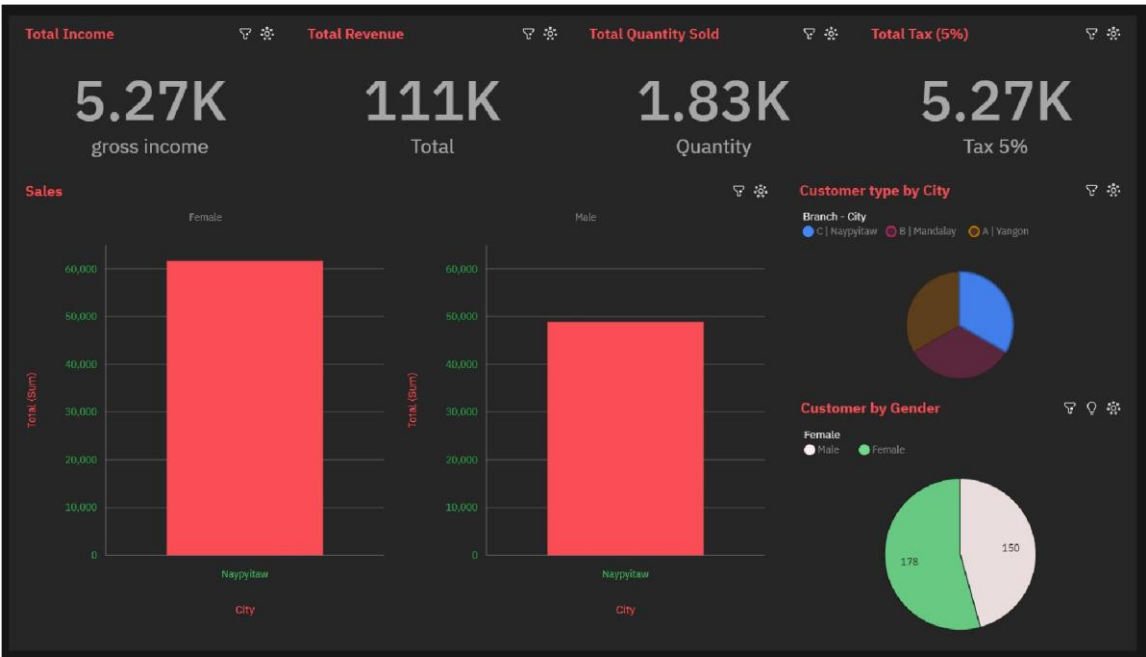 Total Income
Total Revenue
Total Quantity Sold
Total Tax (5%)
5.27K
111K
1.83K
5.27K
gross income
Total
Quantity
Tax 5%
Sales
Female
Male
Total (Sum)
60,000
50,000
40,000
30,000
20,000
10,000
0
Naypyitaw
City
Total (Sum)
60,000
50,000
40,000
30,000
20,000
10,000
0
Naypyitaw
City
Customer type by City
Branch - City
C | Naypyitaw B | Mandalay A | Yangon
Customer by Gender
Female
Male Female
178
150